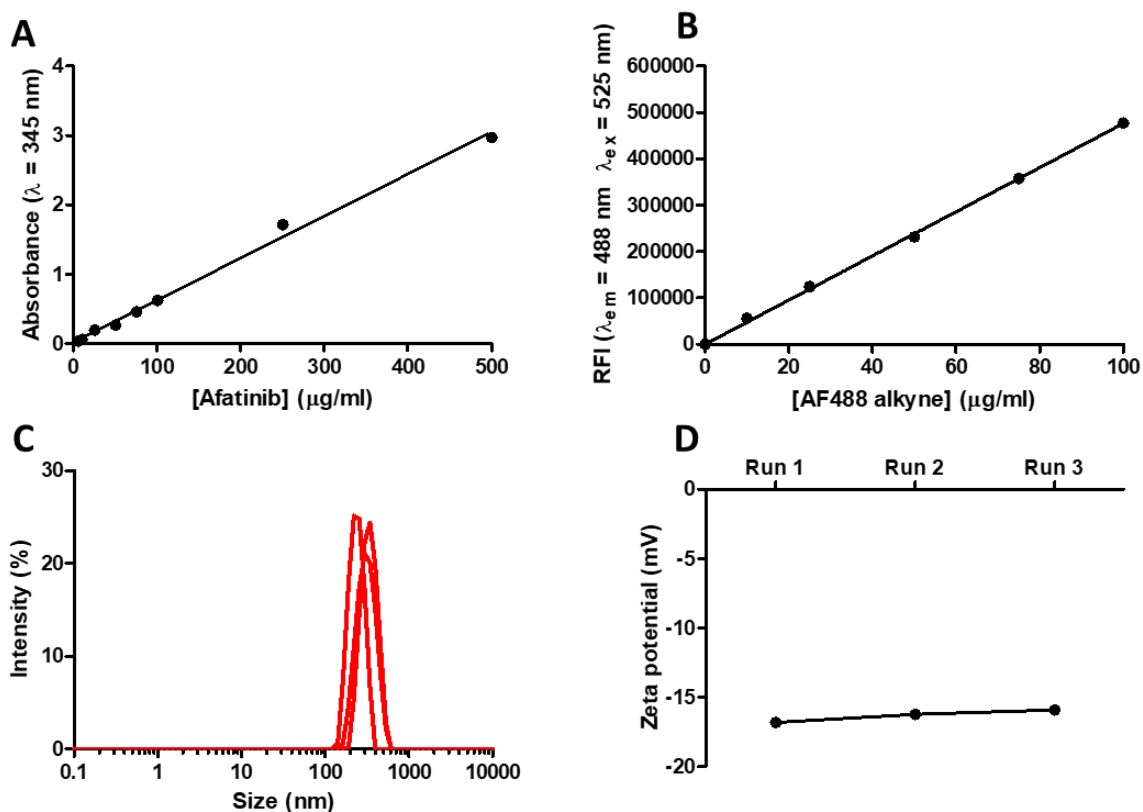 A
Absorbance (λ = 345 nm)
4
3
2
1
0
0 100 200 300 400 500
[Afatinib] (μg/ml)
B
RFI (λem = 488 nm λex = 525 nm)
600000
500000
400000
300000
200000
100000
0
0 20 40 60 80 100
[AF488 alkyne] (μg/ml)
C
Intensity (%)
30
20
10
0
0.1 1 10 100 1000 10000
Size (nm)
D
Run 1 Run 2 Run 3
Zeta potential (mV)
0
-5
-10
-15
-20